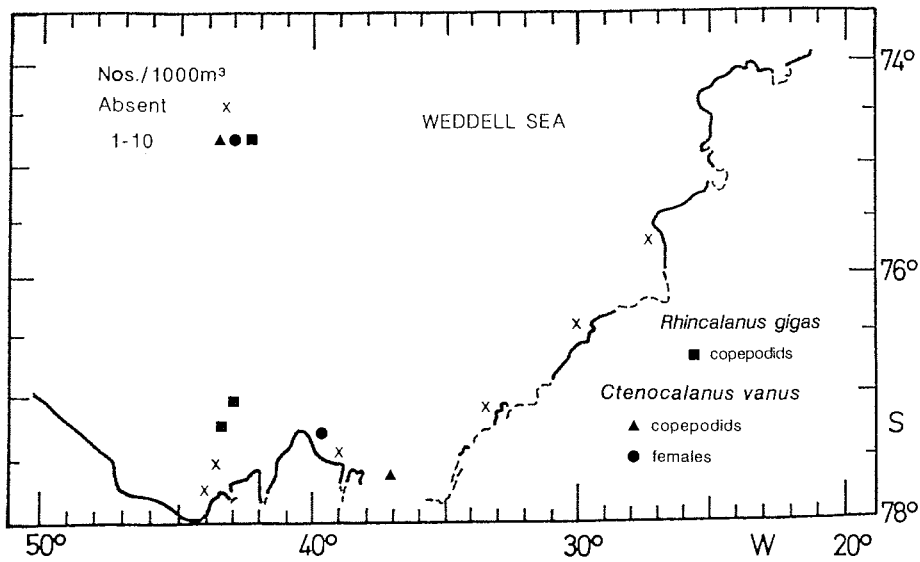 Nos./1000m³
Absent x
1-10 ▲ ● ■
WEDDELL SEA
74°
76°
Rhincalanus gigas
■ copepodids
Ctenocalanus vanus
▲ copepodids
● females
S
78°
50° 40° 30° W 20°